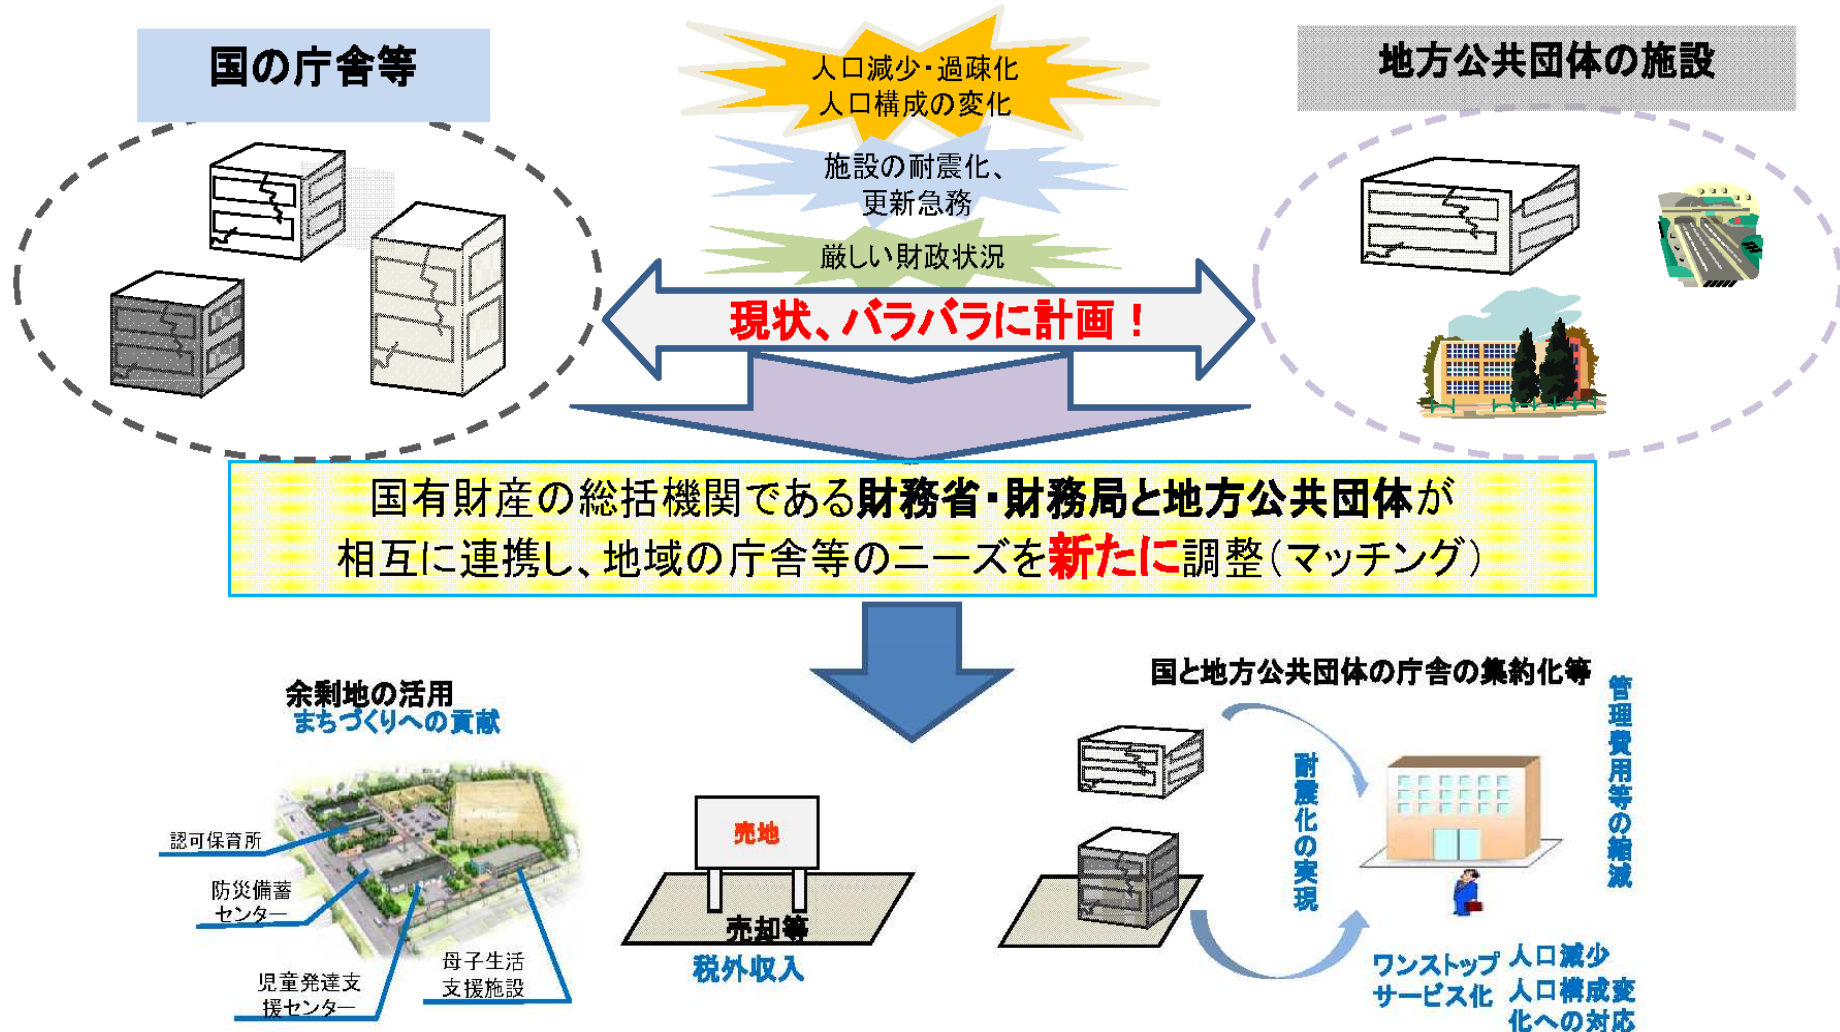 国の庁舎等
人口減少・過疎化
人口構成の変化
施設の耐震化、
更新急務
厳しい財政状況
地方公共団体の施設
現状、バラバラに計画！
国有財産の総括機関である財務省・財務局と地方公共団体が
相互に連携し、地域の庁舎等のニーズを新たに調整（マッチング）
余剰地の活用
まちづくりへの貢献
認可保育所
防災備蓄
センター
児童発達支
援センター
母子生活
支援施設
売地
売却等
税外収入
国と地方公共団体の庁舎の集約化等
耐震化の実現
管理費用等の縮減
ワンストップ
サービス化
人口減少
人口構成変
化への対応